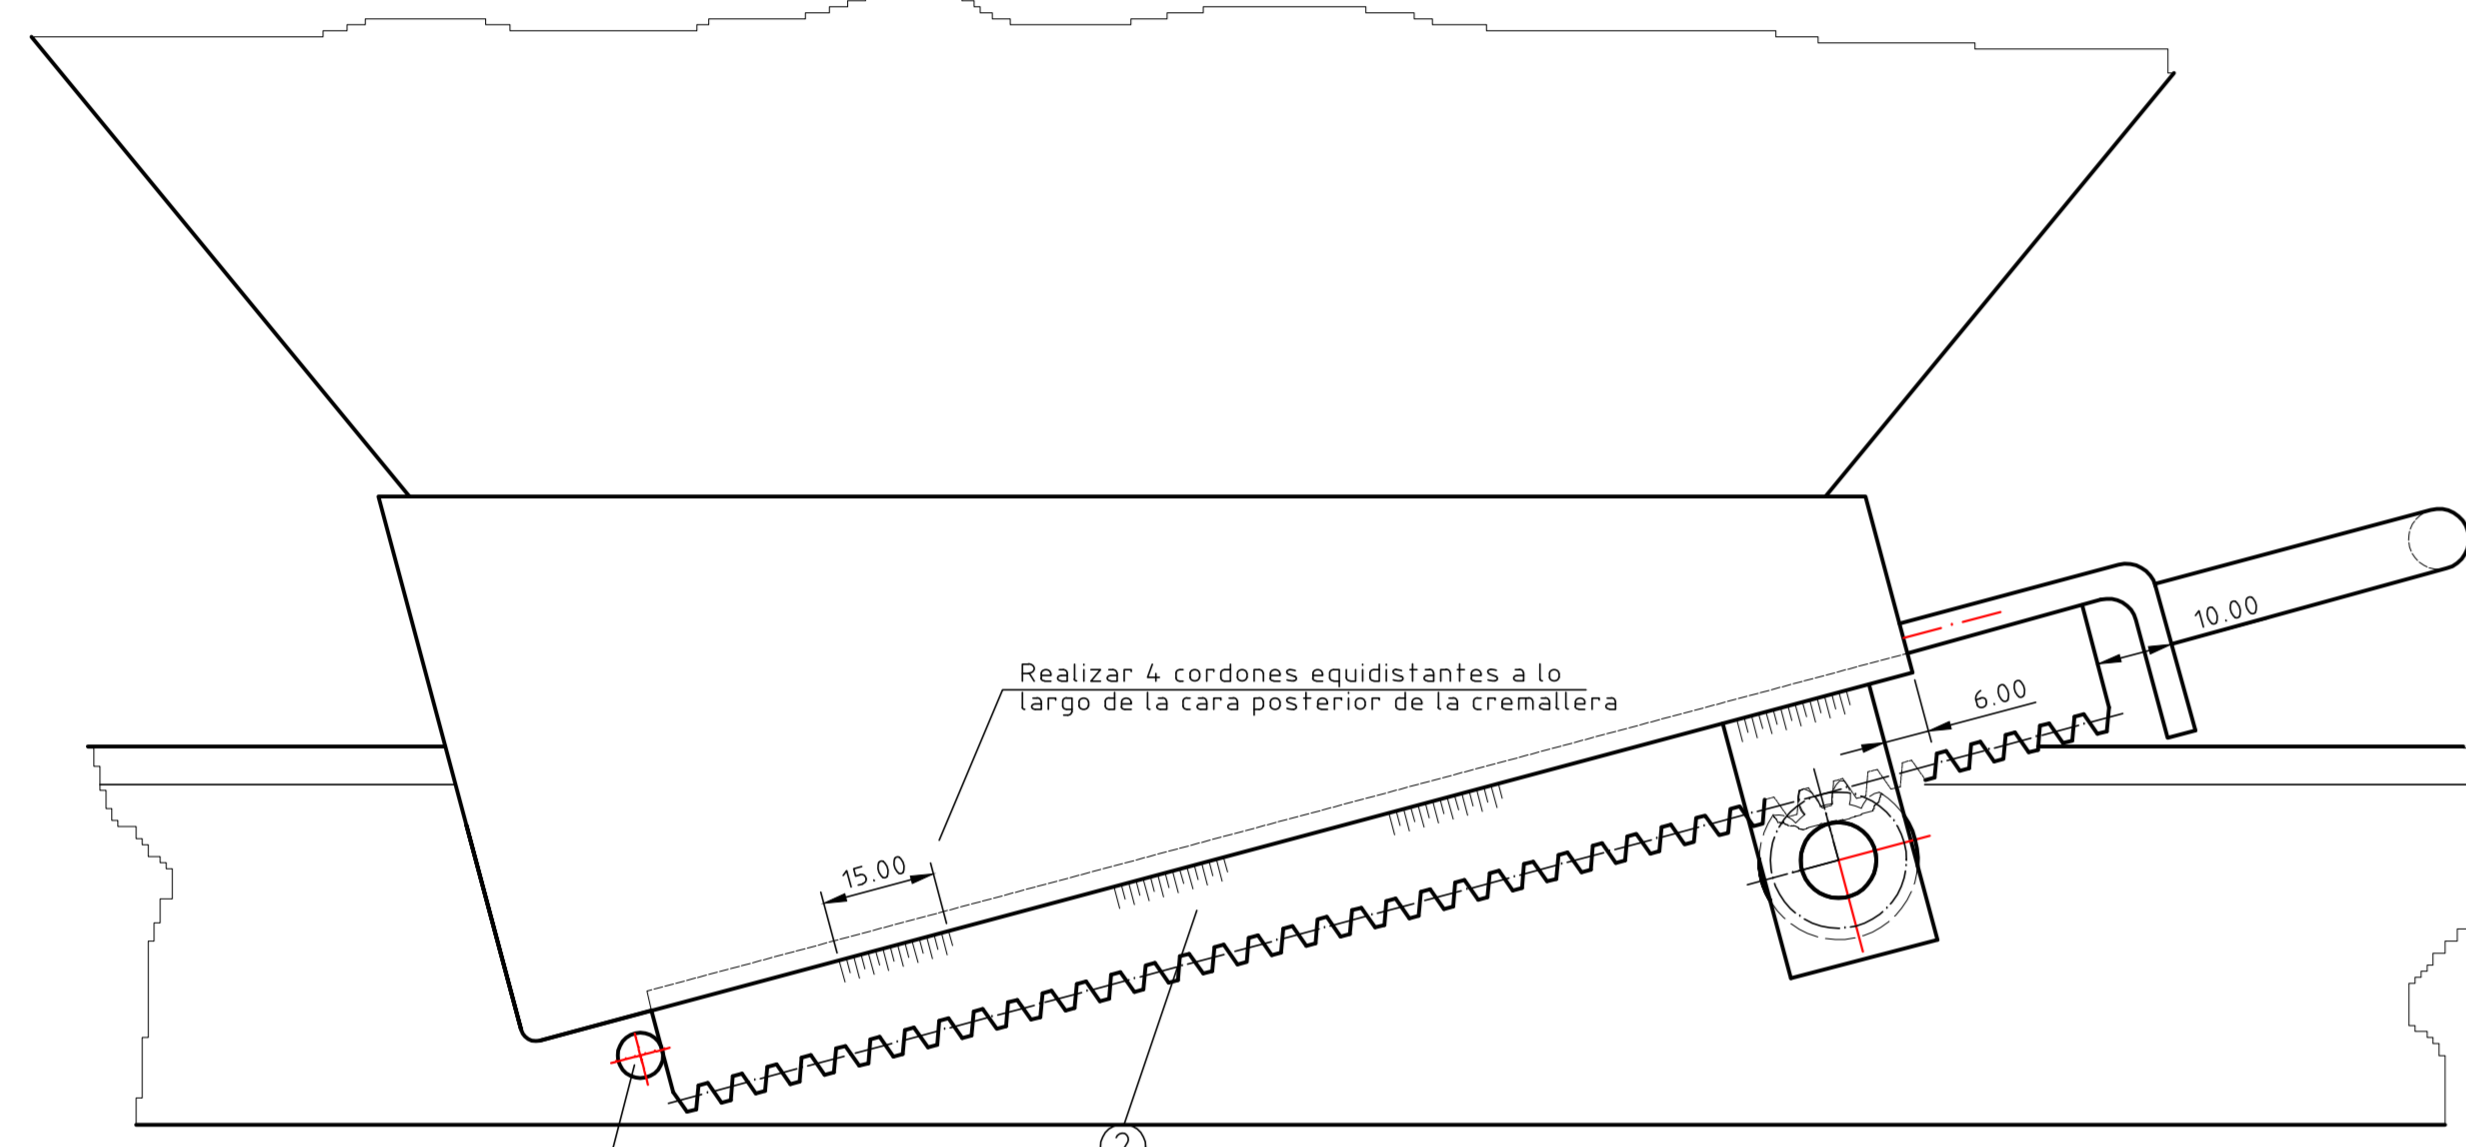 10.00
Realizar 4 cordones equidistantes a lo
largo de la cara posterior de la cremallera
6.00
15.00
2